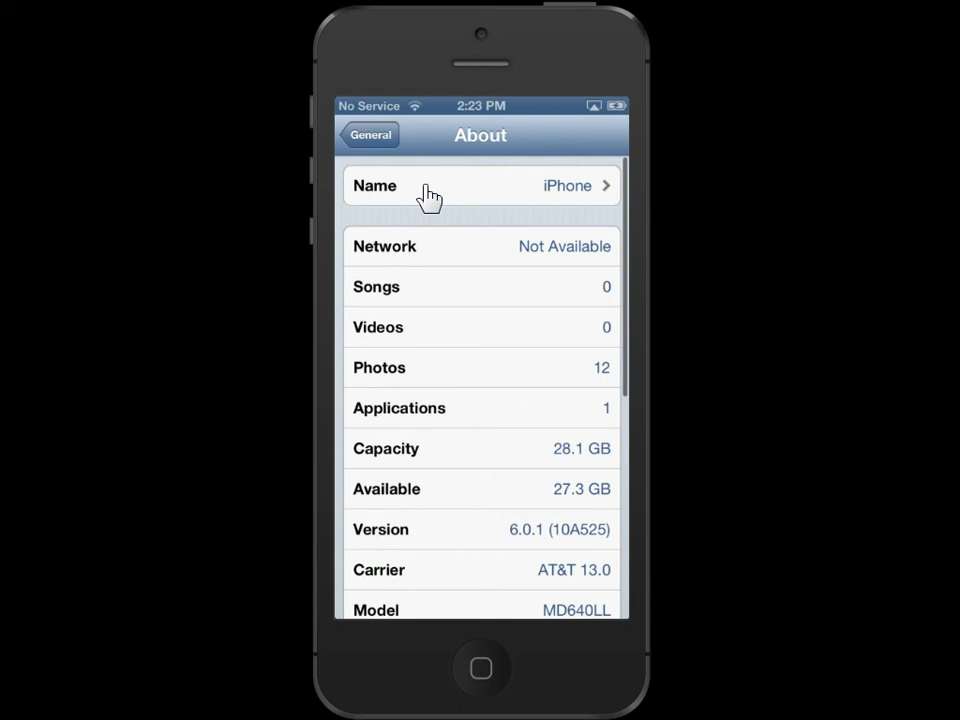 No Service 2:23 PM
General About
Name iPhone
Network Not Available
Songs 0
Videos 0
Photos 12
Applications 1
Capacity 28.1 GB
Available 27.3 GB
Version 6.0.1 (10A525)
Carrier AT&T 13.0
Model MD640LL